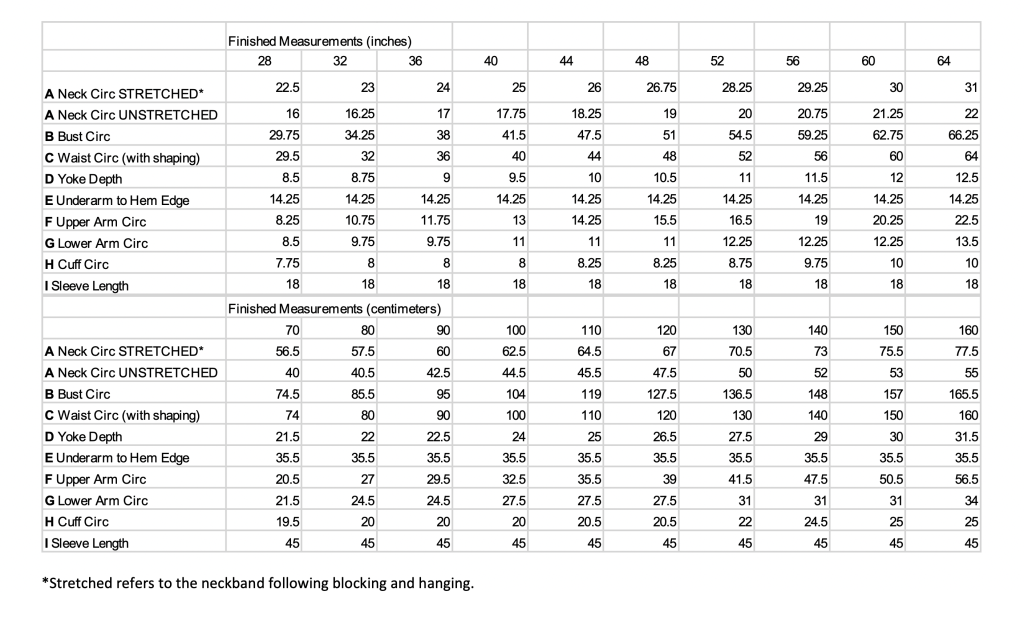 Finished Measurements (inches)
28 32 36 40 44 48 52 56 60 64
A Neck Circ STRETCHED* 22.5 23 24 25 26 26.75 28.25 29.25 30 31
A Neck Circ UNSTRETCHED 16 16.25 17 17.75 18.25 19 20 20.75 21.25 22
B Bust Circ 29.75 34.25 38 41.5 47.5 51 54.5 59.25 62.75 66.25
C Waist Circ (with shaping) 29.5 32 36 40 44 48 52 56 60 64
D Yoke Depth 8.5 8.75 9 9.5 10 10.5 11 11.5 12 12.5
E Underarm to Hem Edge 14.25 14.25 14.25 14.25 14.25 14.25 14.25 14.25 14.25 14.25
F Upper Arm Circ 8.25 10.75 11.75 13 14.25 15.5 16.5 19 20.25 22.5
G Lower Arm Circ 8.5 9.75 9.75 11 11 11 12.25 12.25 12.25 13.5
H Cuff Circ 7.75 8 8 8 8.25 8.25 8.75 9.75 10 10
I Sleeve Length 18 18 18 18 18 18 18 18 18 18
Finished Measurements (centimeters)
70 80 90 100 110 120 130 140 150 160
A Neck Circ STRETCHED* 56.5 57.5 60 62.5 64.5 67 70.5 73 75.5 77.5
A Neck Circ UNSTRETCHED 40 40.5 42.5 44.5 45.5 47.5 50 52 53 55
B Bust Circ 74.5 85.5 95 104 119 127.5 136.5 148 157 165.5
C Waist Circ (with shaping) 74 80 90 100 110 120 130 140 150 160
D Yoke Depth 21.5 22 22.5 24 25 26.5 27.5 29 30 31.5
E Underarm to Hem Edge 35.5 35.5 35.5 35.5 35.5 35.5 35.5 35.5 35.5 35.5
F Upper Arm Circ 20.5 27 29.5 32.5 35.5 39 41.5 47.5 50.5 56.5
G Lower Arm Circ 21.5 24.5 24.5 27.5 27.5 27.5 31 31 31 34
H Cuff Circ 19.5 20 20 20 20.5 20.5 22 24.5 25 25
I Sleeve Length 45 45 45 45 45 45 45 45 45 45
*Stretched refers to the neckband following blocking and hanging.